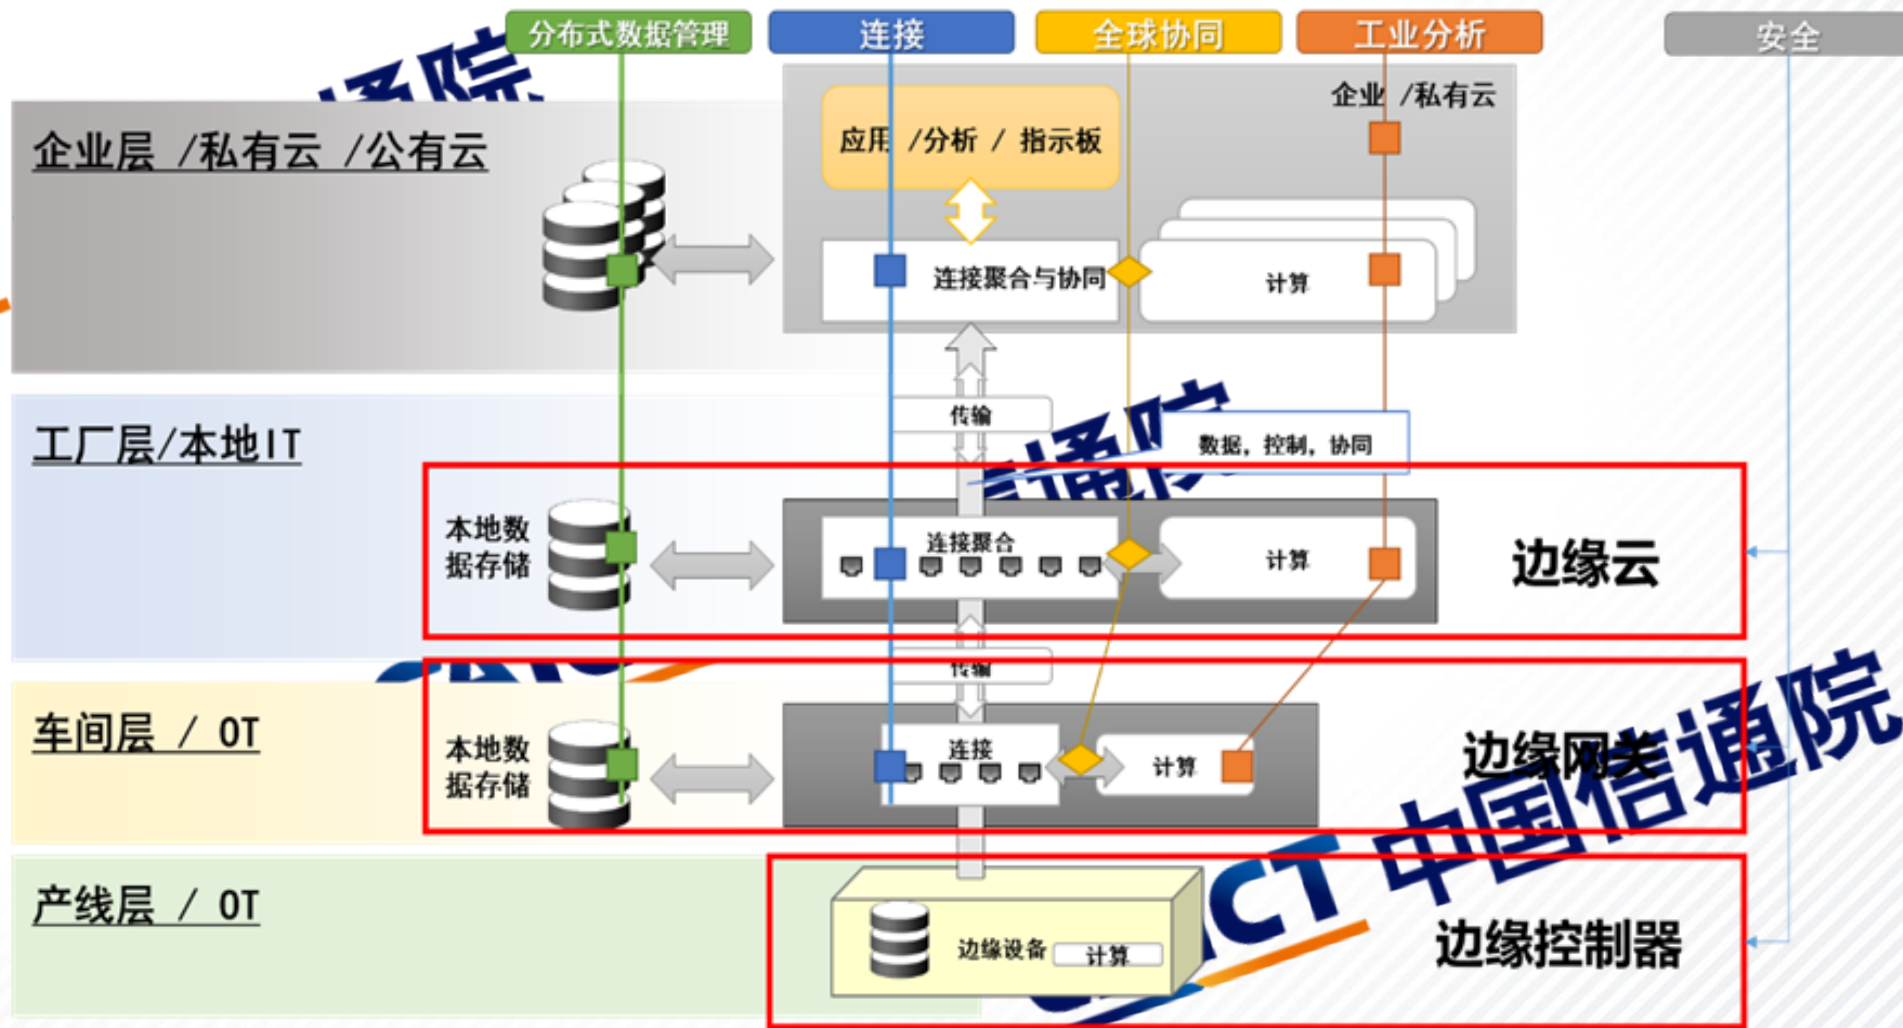 分布式数据管理
连接
全球协同
工业分析
安全
通院
企业层 /私有云 /公有云
企业 /私有云
应用 /分析 / 指示板
连接聚合与协同
计算
传输
工厂层/本地IT
数据，控制，协同
信通院
本地数
据存储
连接聚合
计算
边缘云
传输
车间层 / OT
本地数
据存储
连接
计算
边缘网关
CAICT 中国信通院
产线层 / OT
边缘设备
计算
边缘控制器